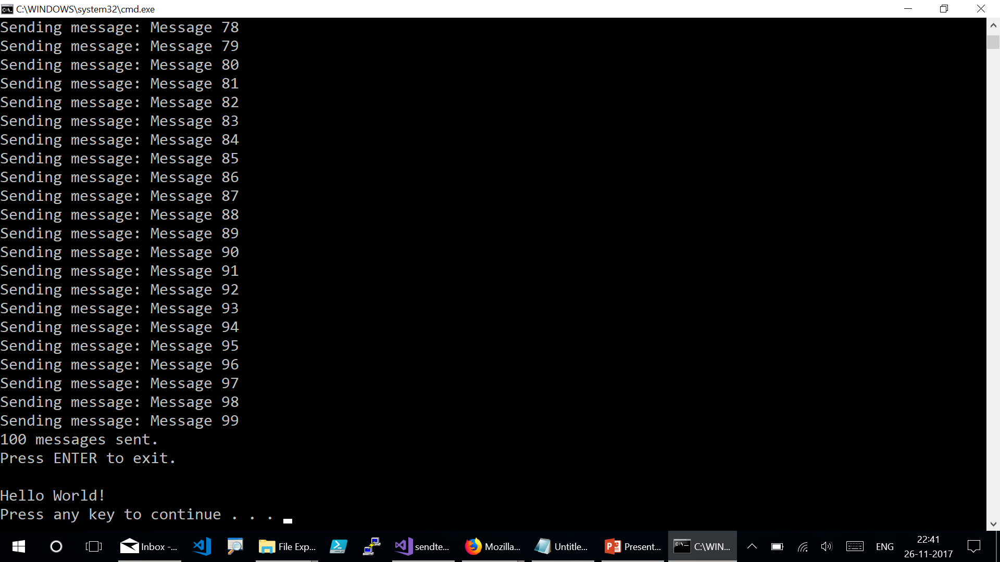 C:\WINDOWS\system32\cmd.exe
Sending message: Message 78
Sending message: Message 79
Sending message: Message 80
Sending message: Message 81
Sending message: Message 82
Sending message: Message 83
Sending message: Message 84
Sending message: Message 85
Sending message: Message 86
Sending message: Message 87
Sending message: Message 88
Sending message: Message 89
Sending message: Message 90
Sending message: Message 91
Sending message: Message 92
Sending message: Message 93
Sending message: Message 94
Sending message: Message 95
Sending message: Message 96
Sending message: Message 97
Sending message: Message 98
Sending message: Message 99
100 messages sent.
Press ENTER to exit.
Hello World!
Press any key to continue . . .
Inbox -... File Exp... sendte... Mozilla... Untitle... Present... C:\WIN... ENG 22:41
26-11-2017